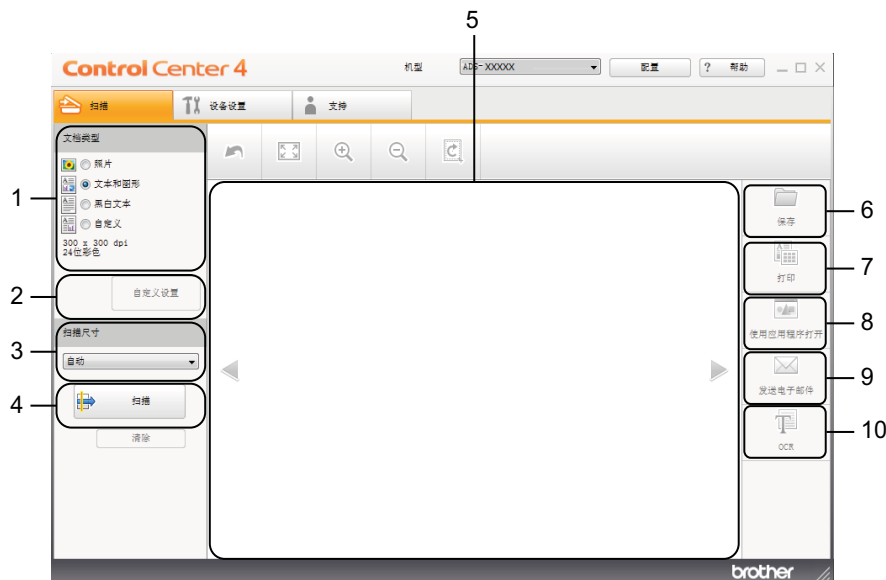 5
Control Center 4
机型
ADS-XXXXX
配置
? 帮助
扫描
设备设置
支持
文档类型
照片
文本和图形
黑白文本
自定义
300 x 300 dpi
24位彩色
1
自定义设置
2
扫描尺寸
自动
3
扫描
4
清除
保存
6
打印
7
使用应用程序打开
8
发送电子邮件
9
OCR
10
brother